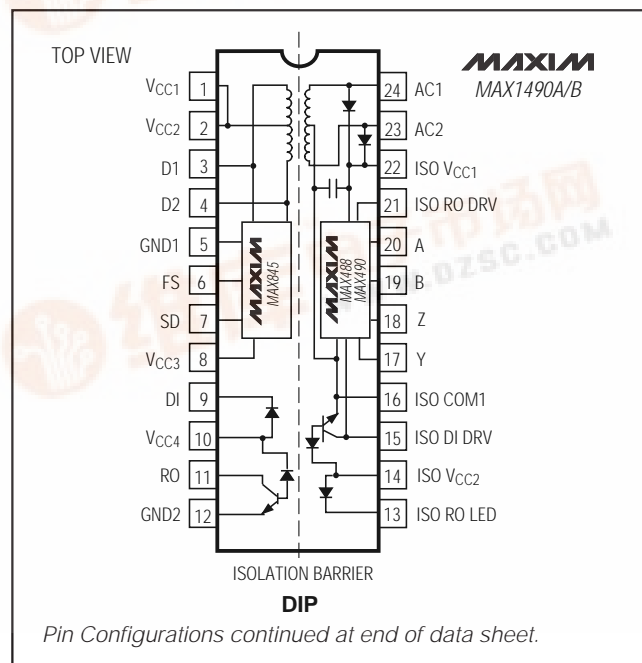 TOP VIEW
MAXIM
MAX1490A/B
VCC1 1
VCC2 2
D1 3
D2 4
GND1 5
FS 6
SD 7
VCC3 8
DI 9
VCC4 10
RO 11
GND2 12
24 AC1
23 AC2
22 ISO VCC1
21 ISO RO DRV
20 A
19 B
18 Z
17 Y
16 ISO COM1
15 ISO DI DRV
14 ISO VCC2
13 ISO RO LED
MAXIM
MAX845
MAXIM
MAX488
MAX490
ISOLATION BARRIER
DIP
Pin Configurations continued at end of data sheet.